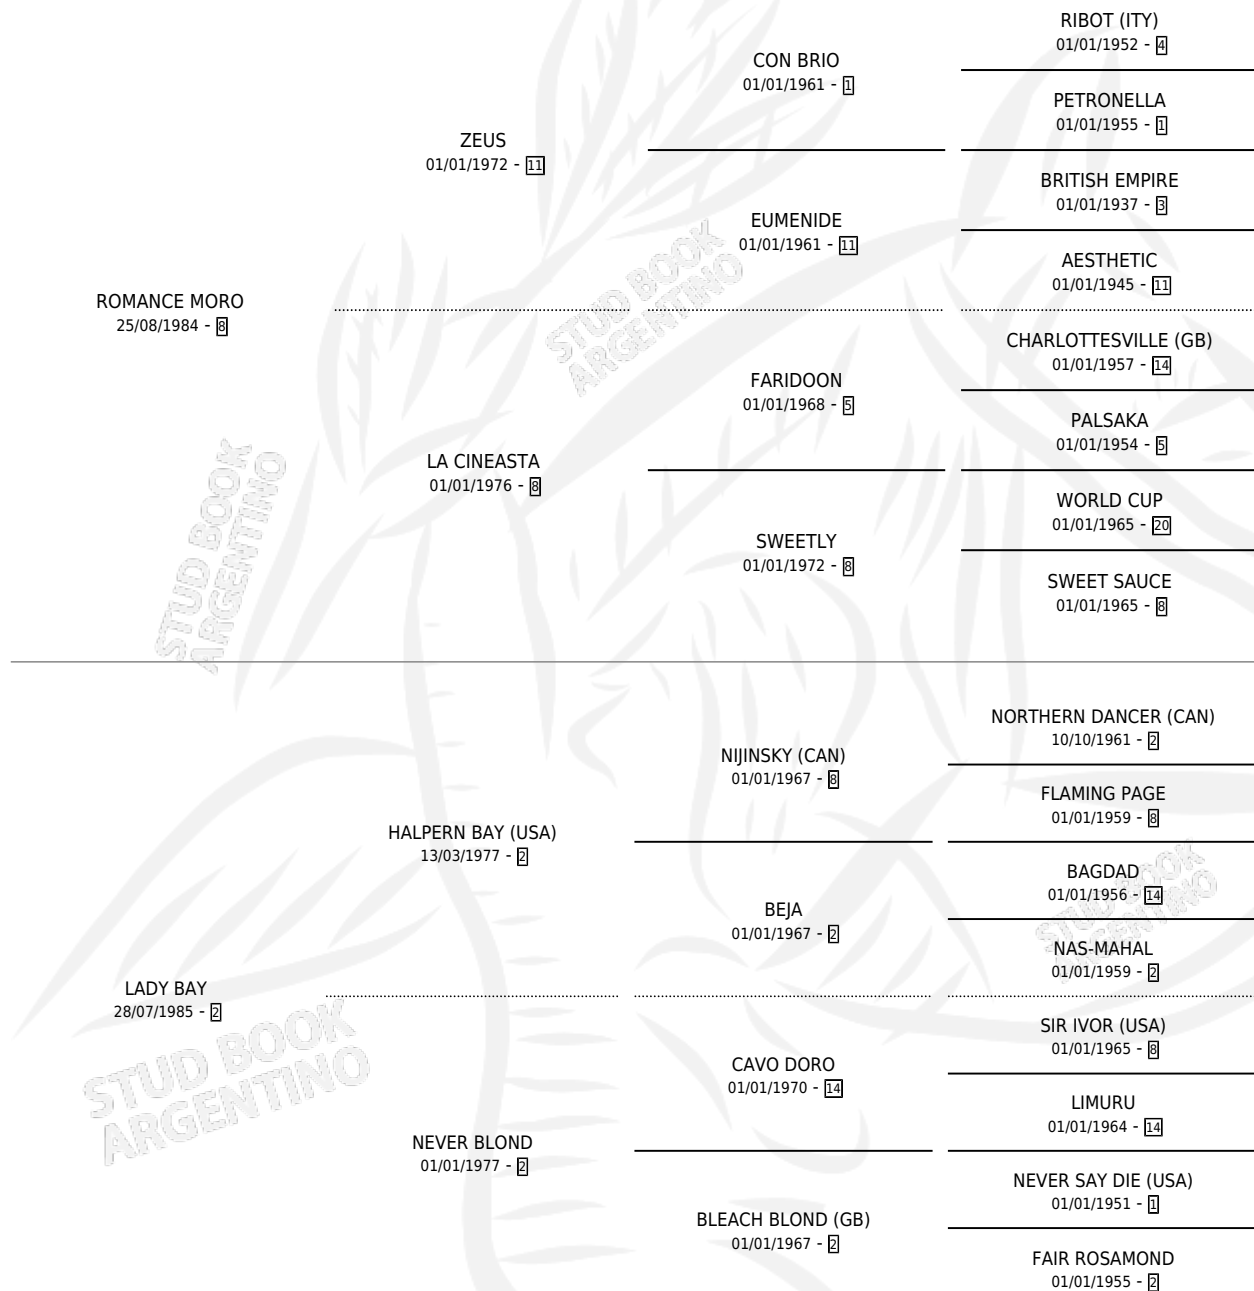 RIBOT (ITY)
01/01/1952 - 4
CON BRIO
01/01/1961 - 1
PETRONELLA
01/01/1955 - 1
ZEUS
01/01/1972 - 11
BRITISH EMPIRE
01/01/1937 - 3
EUMENIDE
01/01/1961 - 11
AESTHETIC
01/01/1945 - 11
ROMANCE MORO
25/08/1984 - 8
CHARLOTTESVILLE (GB)
01/01/1957 - 14
FARIDOON
01/01/1968 - 5
PALSAKA
01/01/1954 - 5
LA CINEASTA
01/01/1976 - 8
WORLD CUP
01/01/1965 - 20
SWEETLY
01/01/1972 - 8
SWEET SAUCE
01/01/1965 - 8
NORTHERN DANCER (CAN)
10/10/1961 - 2
NIJINSKY (CAN)
01/01/1967 - 8
FLAMING PAGE
01/01/1959 - 8
HALPERN BAY (USA)
13/03/1977 - 2
BAGDAD
01/01/1956 - 14
BEJA
01/01/1967 - 2
NAS-MAHAL
01/01/1959 - 2
LADY BAY
28/07/1985 - 2
SIR IVOR (USA)
01/01/1965 - 8
CAVO DORO
01/01/1970 - 14
LIMURU
01/01/1964 - 14
NEVER BLOND
01/01/1977 - 2
NEVER SAY DIE (USA)
01/01/1951 - 1
BLEACH BLOND (GB)
01/01/1967 - 2
FAIR ROSAMOND
01/01/1955 - 2
STUD BOOK
ARGENTINO
STUD BOOK
ARGENTINO
STUD BOOK
ARGENTINO
STUD BOOK
ARGENTINO